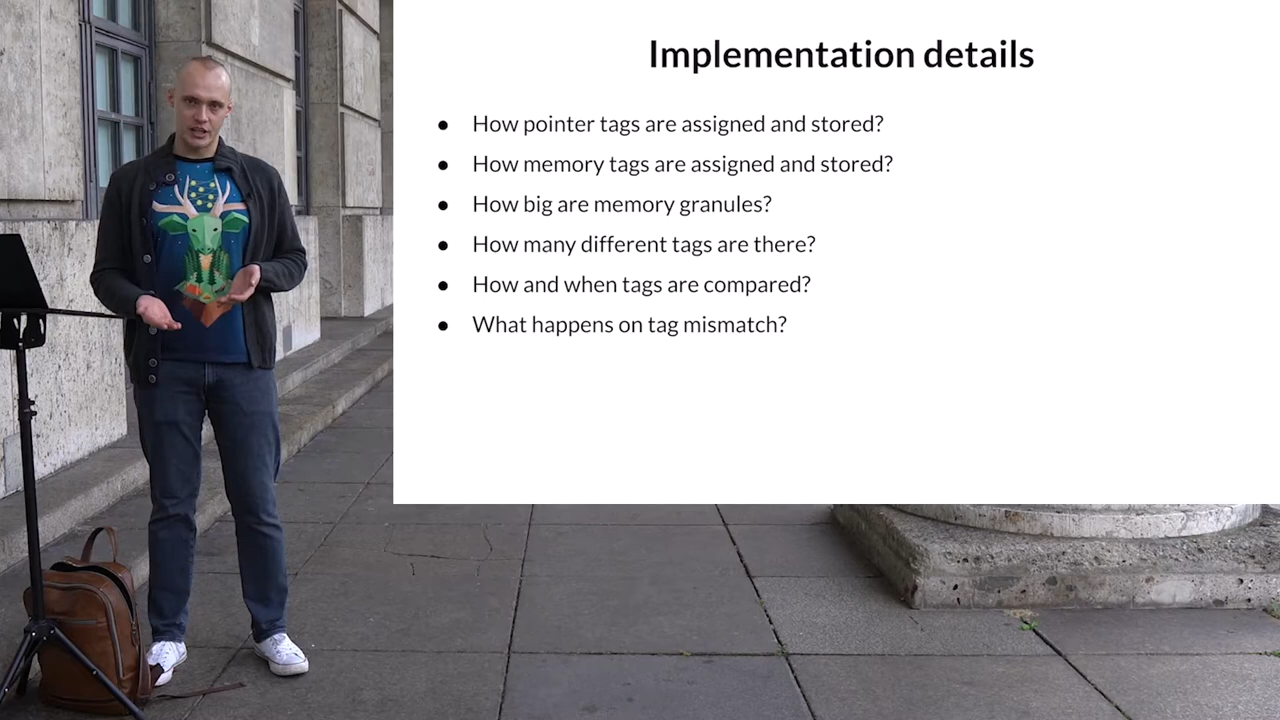 Implementation details
● How pointer tags are assigned and stored?
● How memory tags are assigned and stored?
● How big are memory granules?
● How many different tags are there?
● How and when tags are compared?
● What happens on tag mismatch?